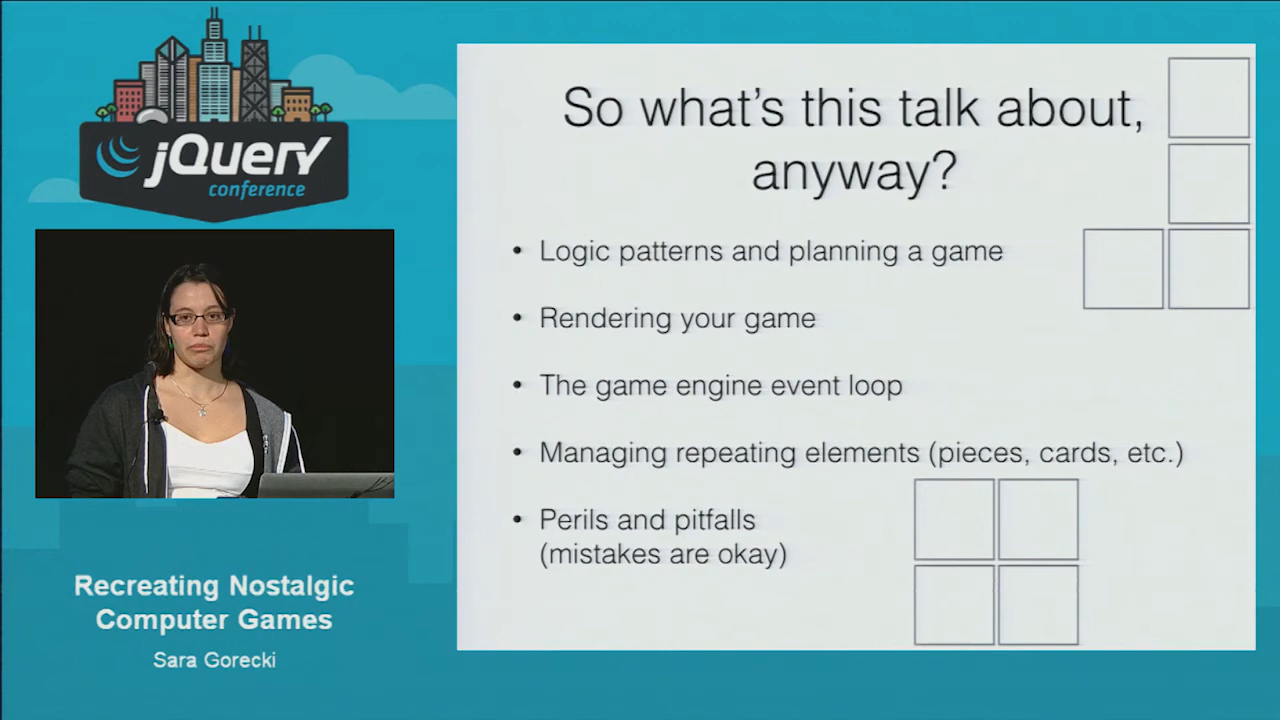 jQuery
conference
Recreating Nostalgic
Computer Games
Sara Gorecki
So what's this talk about,
anyway?
• Logic patterns and planning a game
• Rendering your game
• The game engine event loop
• Managing repeating elements (pieces, cards, etc.)
• Perils and pitfalls
(mistakes are okay)